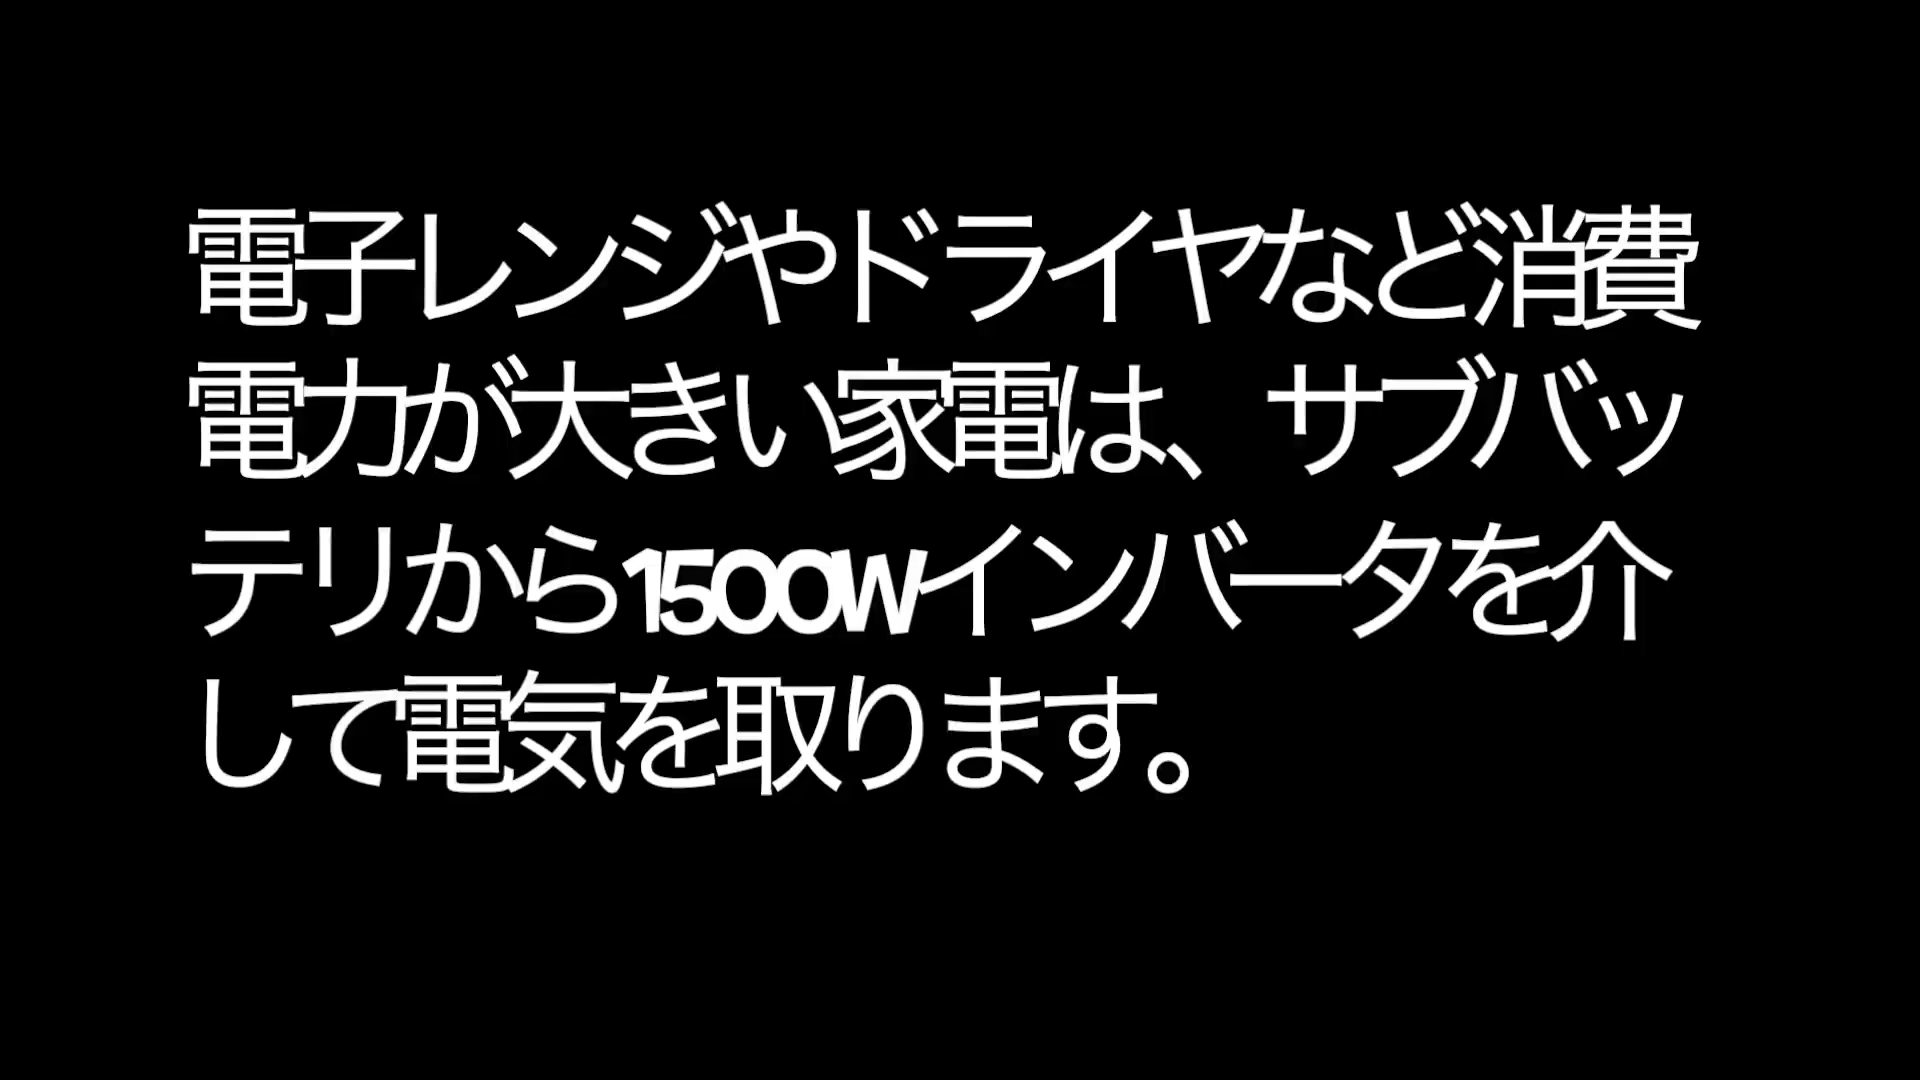 電子レンジやドライヤなど消費
電力が大きい家電は、サブバッ
テリから1500Wインバータを介
して電気を取ります。